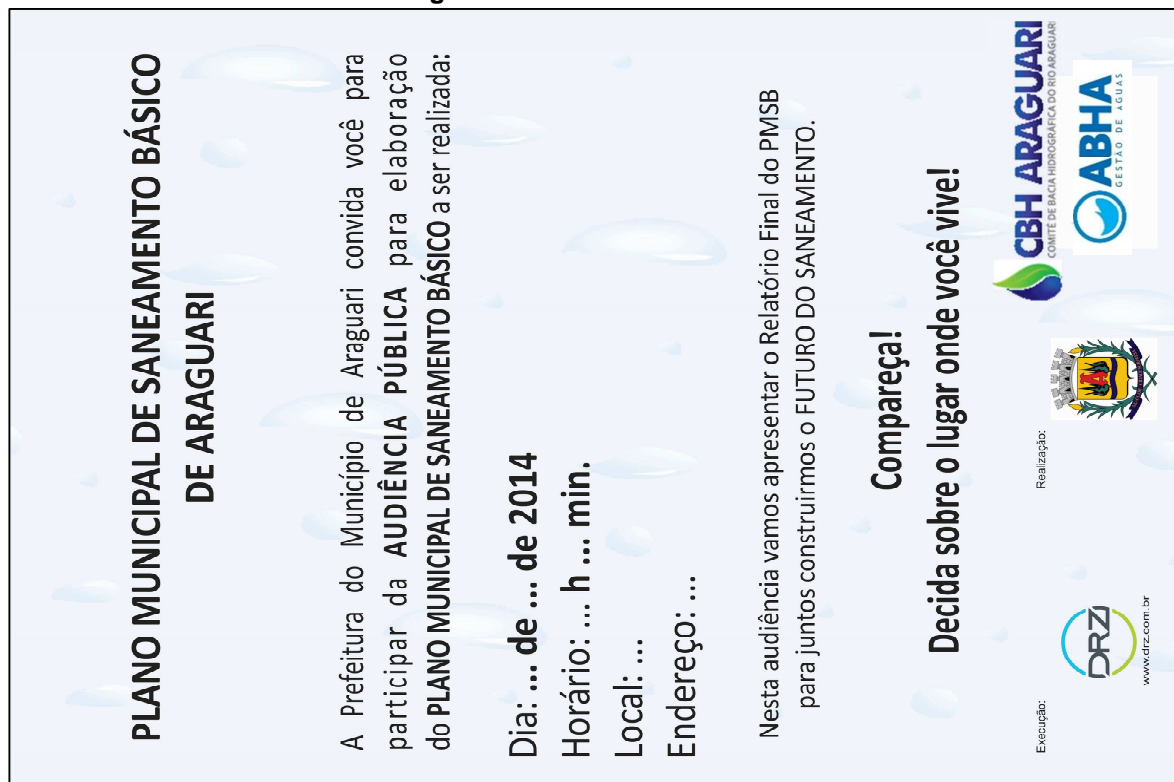 PLANO MUNICIPAL DE SANEAMENTO BÁSICO
DE ARAGUARI
A Prefeitura do Município de Araguari convida você para
participar da AUDIÊNCIA PÚBLICA para elaboração
do PLANO MUNICIPAL DE SANEAMENTO BÁSICO a ser realizada:
Dia: ... de ... de 2014
Horário: ... h ... min.
Local: ...
Endereço: ...
Nesta audiência vamos apresentar o Relatório Final do PMSB
para juntos construirmos o FUTURO DO SANEAMENTO.
Compareça!
Decida sobre o lugar onde você vive!
Execução:
DRZ
www.drz.com.br
Realização:
A
CBH ARAGUARI
COMITÊ DE BACIA HIDROGRÁFICA DO RIO ARAGUARI
ABHA
GESTÃO DE ÁGUAS